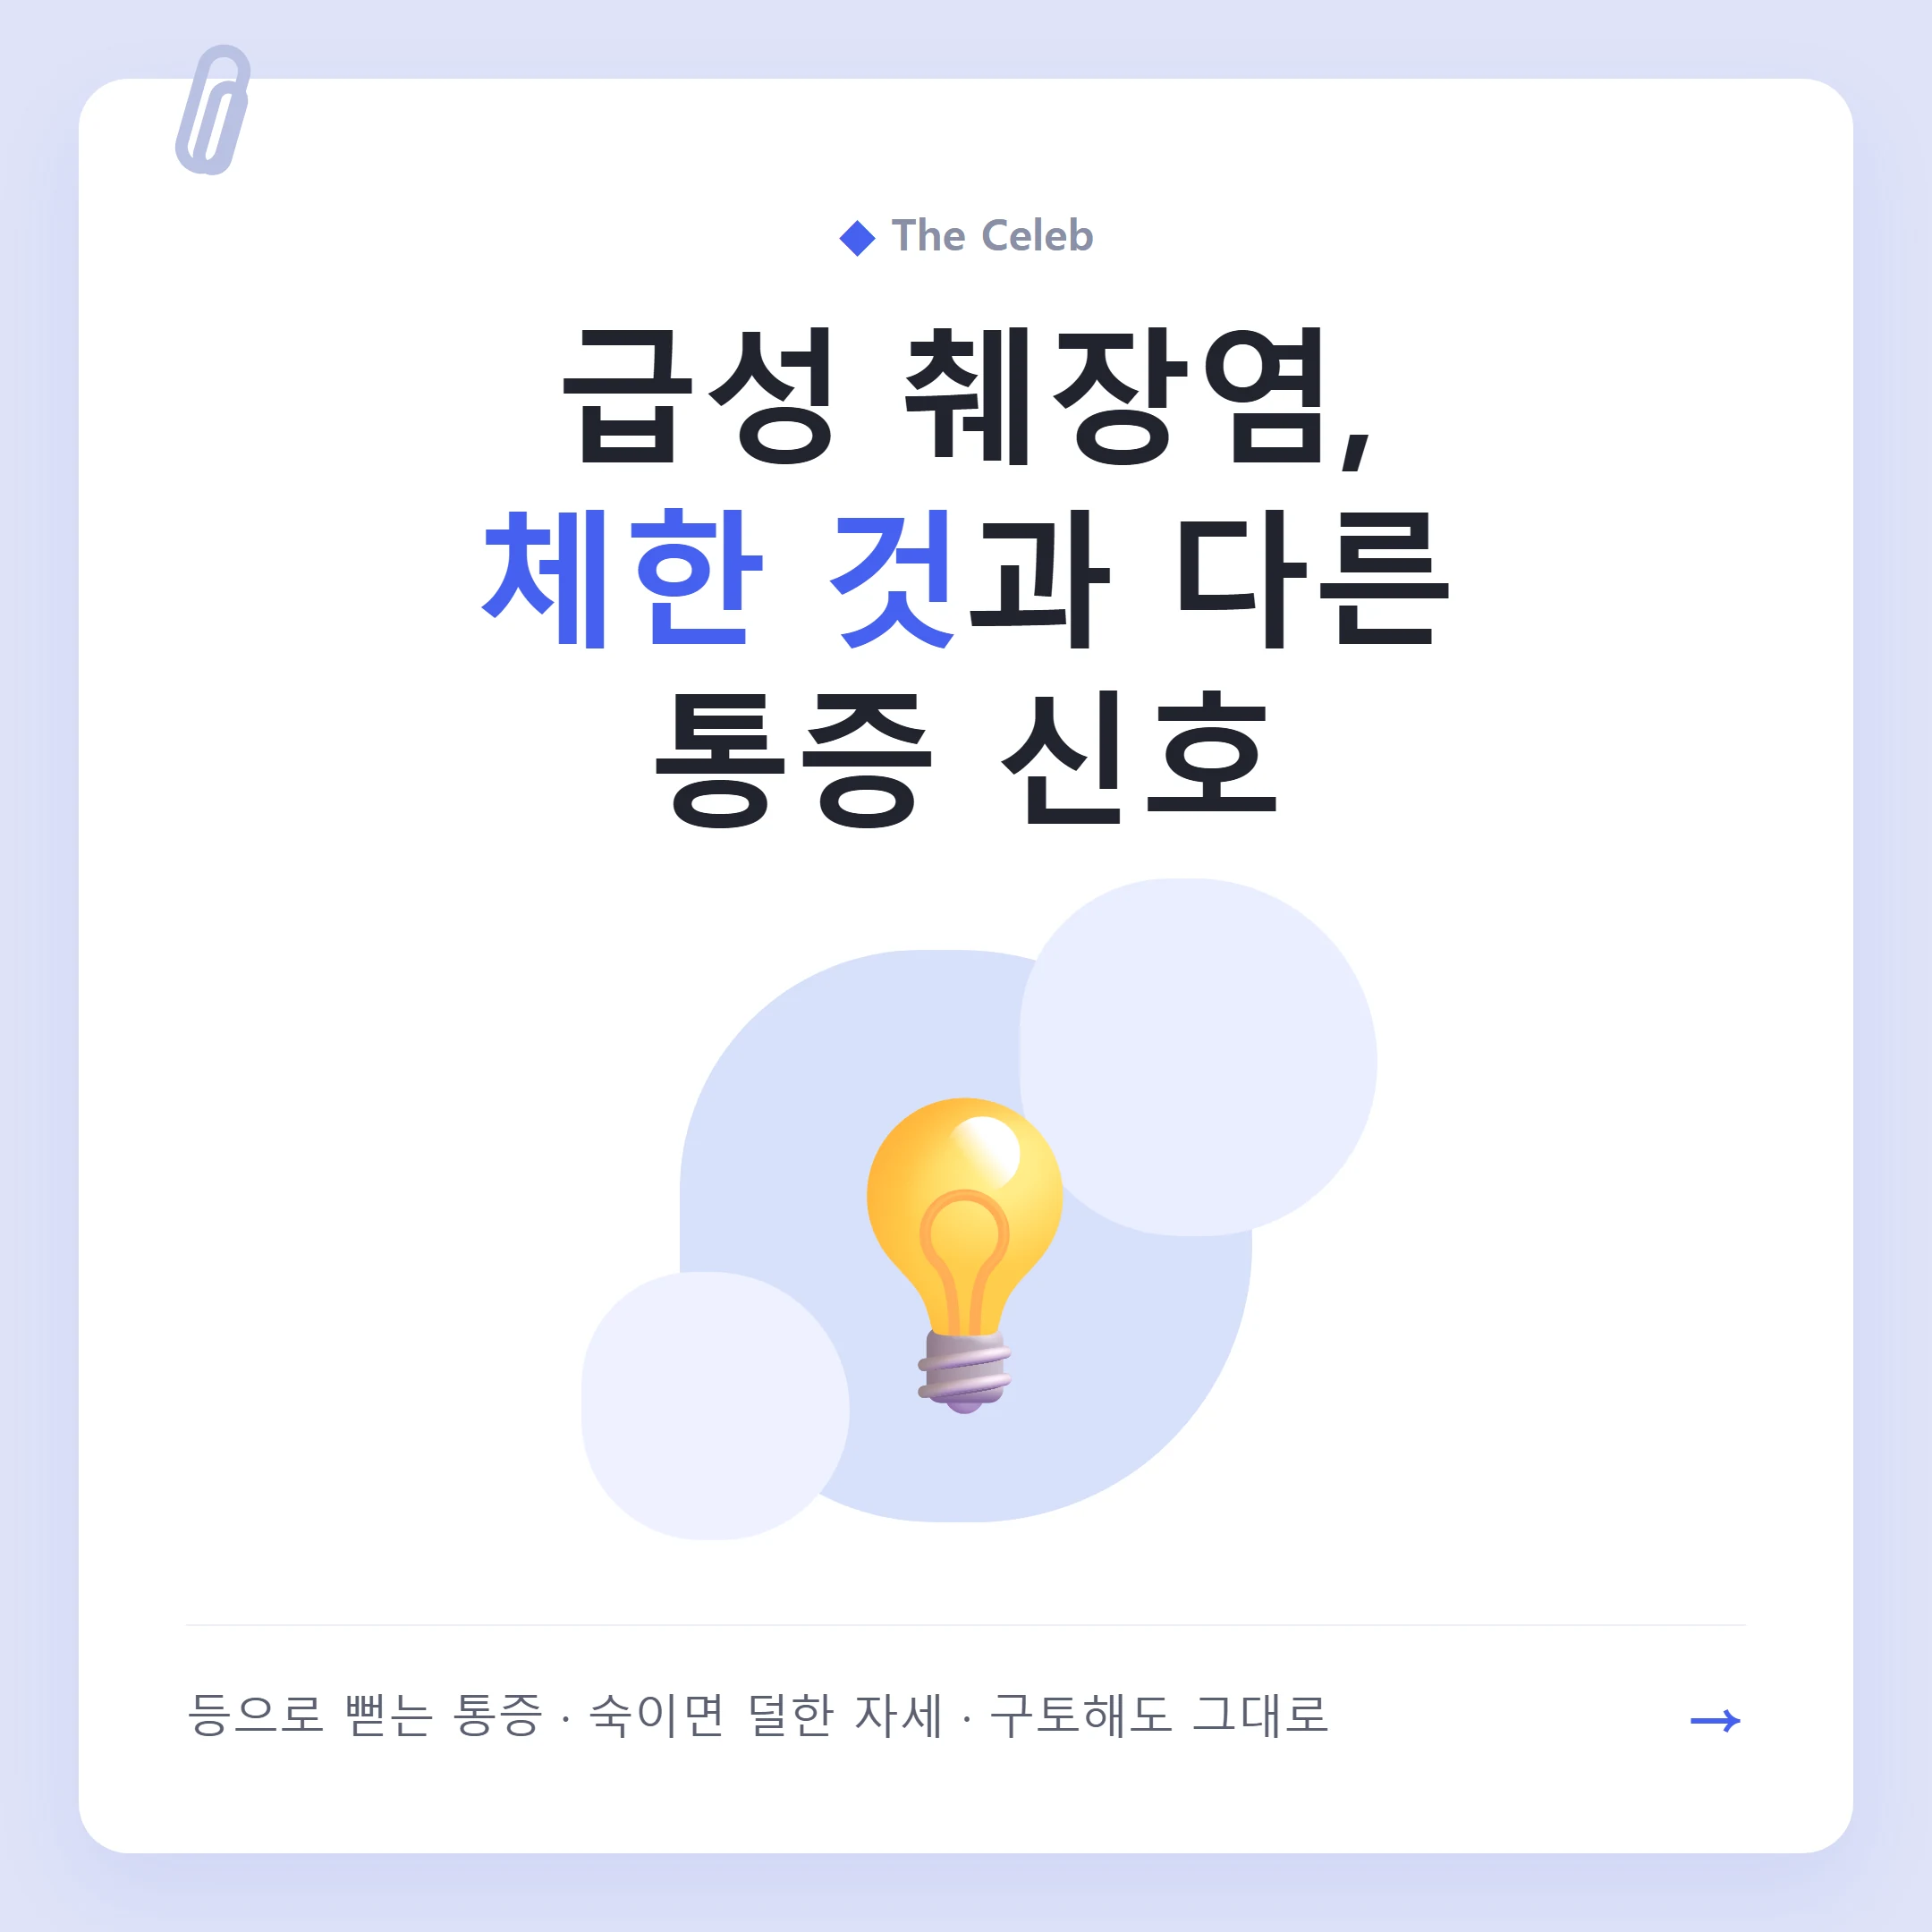 The Celeb
급성 췌장염,
체한 것과 다른
통증 신호
등으로 뻗는 통증 · 숙이면 덜한 자세 · 구토해도 그대로 →